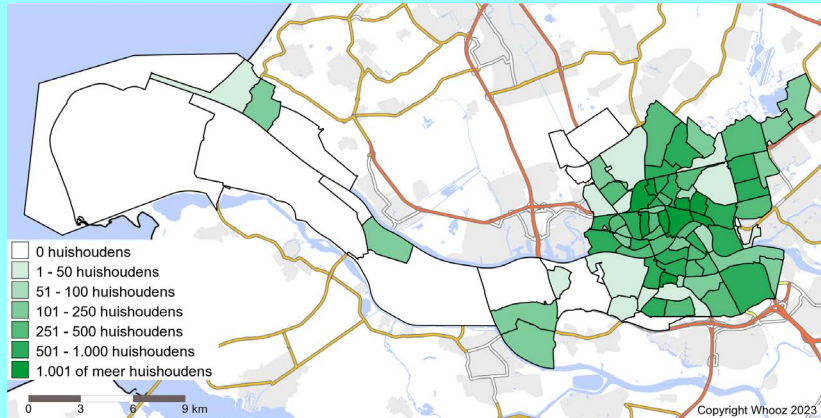 0 huishoudens
1 - 50 huishoudens
51 - 100 huishoudens
101 - 250 huishoudens
251 - 500 huishoudens
501 - 1.000 huishoudens
1.001 of meer huishoudens
0 3 6 9 km
Copyright Whooz 2023